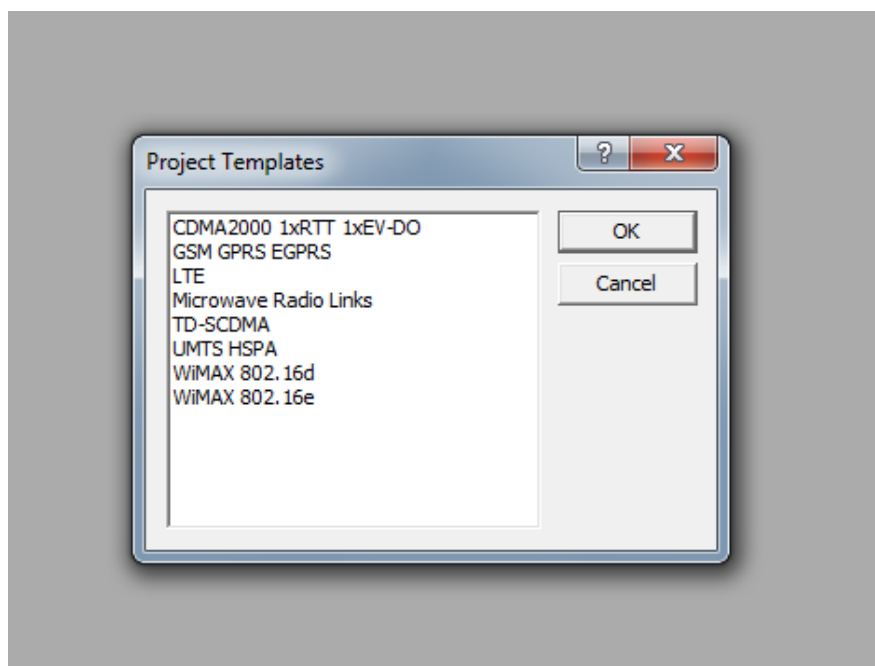 Project Templates
CDMA2000 1xRTT 1xEV-DO
GSM GPRS EGPRS
LTE
Microwave Radio Links
TD-SCDMA
UMTS HSPA
WiMAX 802.16d
WiMAX 802.16e
OK
Cancel